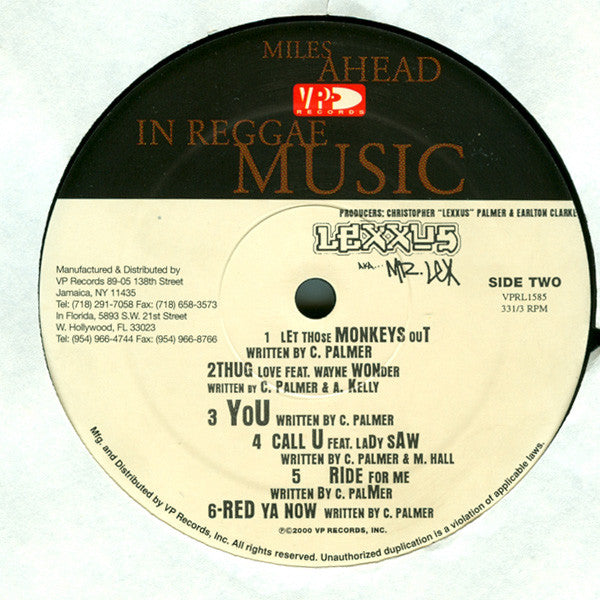 MILES
AHEAD
VP
RECORDS
IN REGGAE
MUSIC
PRODUCERS: CHRISTOPHER "LEXXUS" PALMER & EARLTON CLARKE
LEXXUS
AKA... MR. LEX
Manufactured & Distributed by
VP Records 89-05 138th Street
Jamaica, NY 11435
Tel: (718) 291-7058 Fax: (718) 658-3573
In Florida, 5893 S.W. 21st Street
W. Hollywood, FL 33023
Tel: (954) 966-4744 Fax: (954) 966-8766
SIDE TWO
VPRL1585
331/3 RPM
1 LET THOSE MONKEYS OUT
WRITTEN BY C. PALMER
2THUG LOVE FEAT. WAYNE WONDER
WRITTEN BY C. PALMER & A. KELLY
3 YoU WRITTEN BY C. PALMER
4 CALL U FEAT. LADY SAW
WRITTEN BY C. PALMER & M. HALL
5 RIDE FOR ME
WRITTEN BY C. PALMER
6-RED YA NOW WRITTEN BY C. PALMER
℗©2000 VP RECORDS, INC.
Mfg. and Distributed by VP Records, Inc. All rights reserved. Unauthorized duplication is a violation of applicable laws.